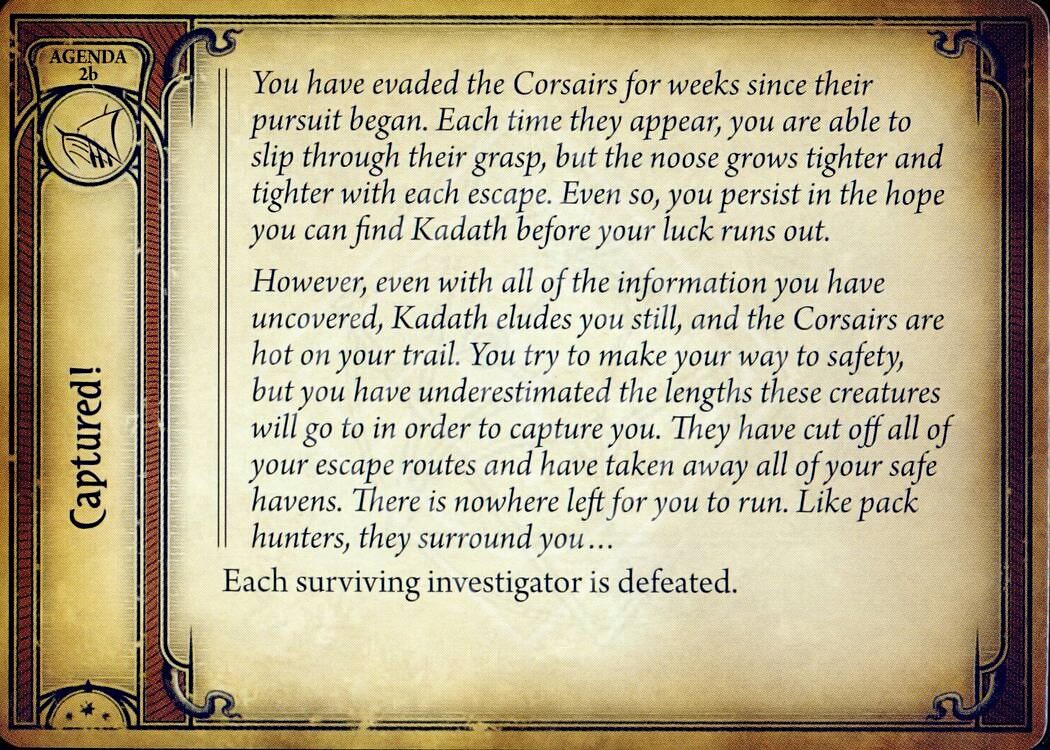 AGENDA
2b
Captured!
You have evaded the Corsairs for weeks since their
pursuit began. Each time they appear, you are able to
slip through their grasp, but the noose grows tighter and
tighter with each escape. Even so, you persist in the hope
you can find Kadath before your luck runs out.
However, even with all of the information you have
uncovered, Kadath eludes you still, and the Corsairs are
hot on your trail. You try to make your way to safety,
but you have underestimated the lengths these creatures
will go to in order to capture you. They have cut off all of
your escape routes and have taken away all of your safe
havens. There is nowhere left for you to run. Like pack
hunters, they surround you…
Each surviving investigator is defeated.